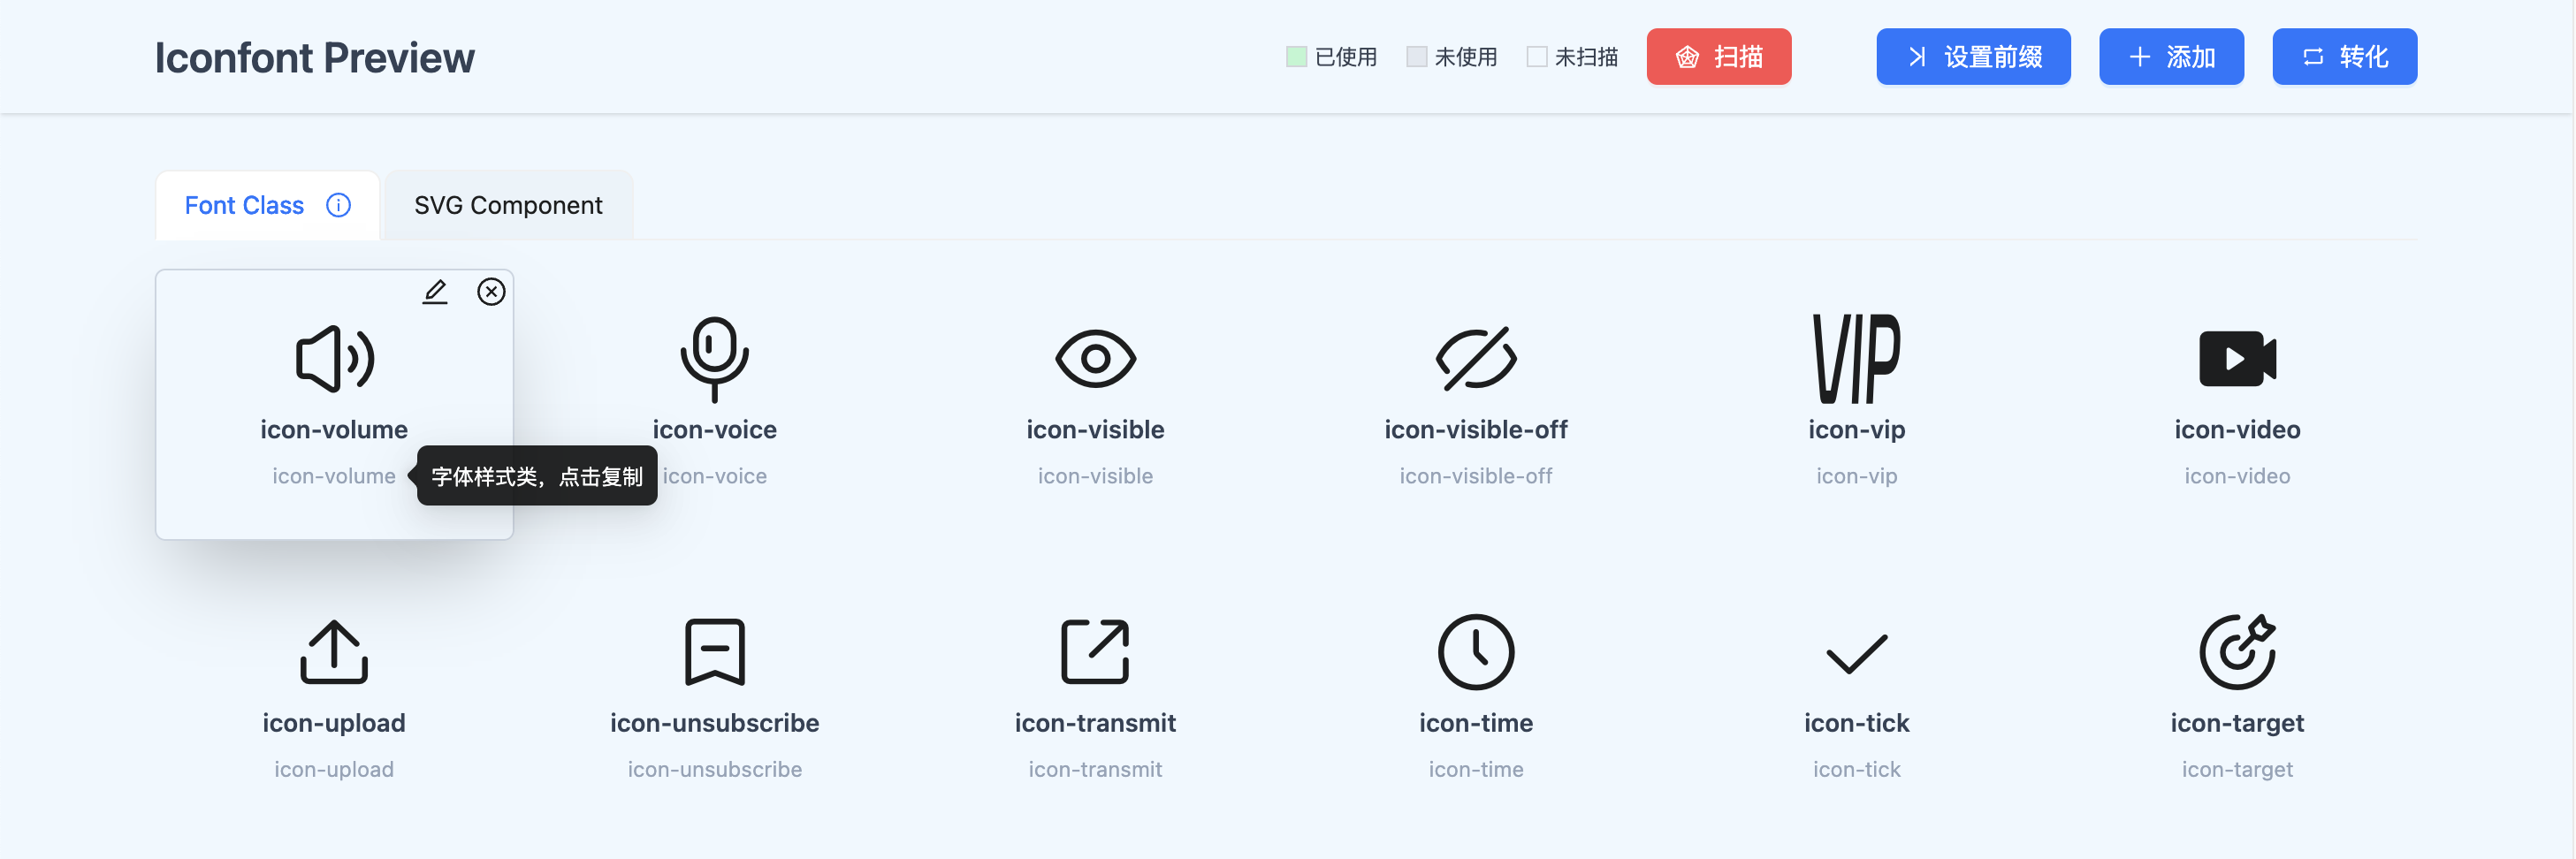 Iconfont Preview
已使用 未使用 未扫描 扫描 设置前缀 添加 转化
Font Class SVG Component
VIP
icon-volume icon-voice icon-visible icon-visible-off icon-vip icon-video
icon-volume 字体样式类，点击复制 icon-voice icon-visible icon-visible-off icon-vip icon-video
icon-upload icon-unsubscribe icon-transmit icon-time icon-tick icon-target
icon-upload icon-unsubscribe icon-transmit icon-time icon-tick icon-target